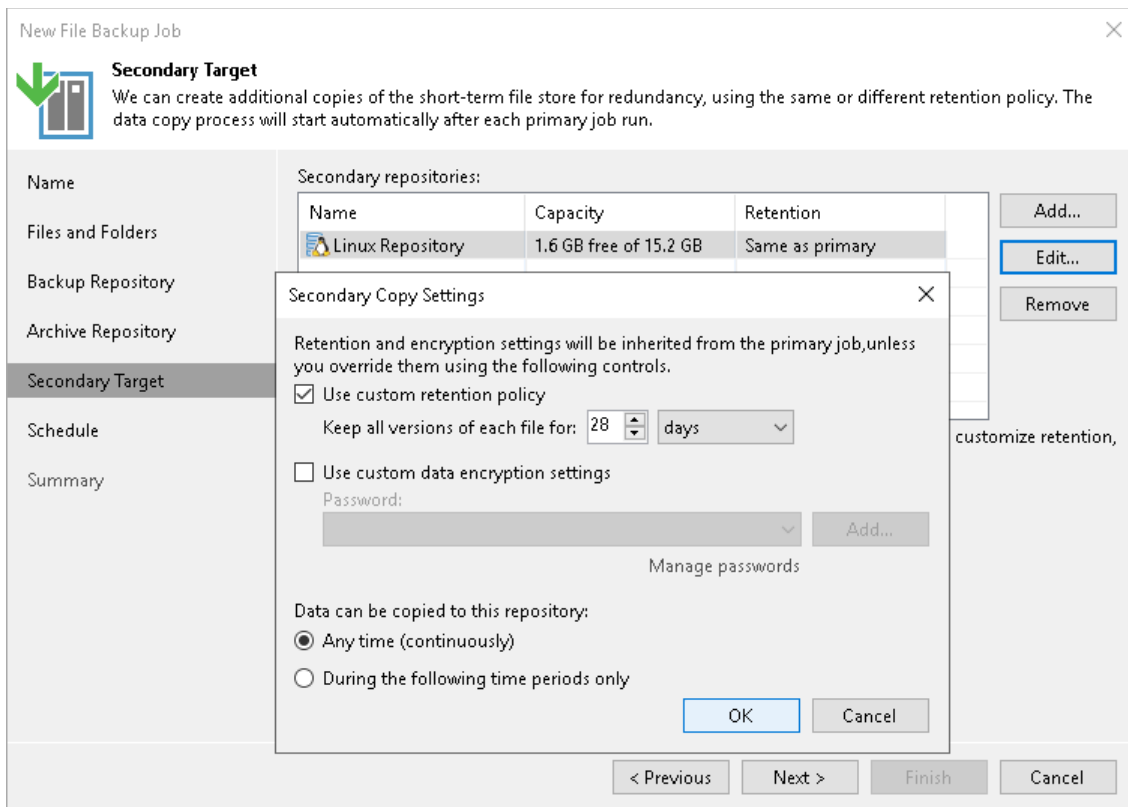 New File Backup Job
Secondary Target
We can create additional copies of the short-term file store for redundancy, using the same or different retention policy. The
data copy process will start automatically after each primary job run.
Name
Files and Folders
Backup Repository
Archive Repository
Secondary Target
Schedule
Summary
Secondary repositories:
Name Capacity Retention
Linux Repository 1.6 GB free of 15.2 GB Same as primary
Add...
Edit...
Remove
customize retention,
Secondary Copy Settings
Retention and encryption settings will be inherited from the primary job,unless
you override them using the following controls.
Use custom retention policy
Keep all versions of each file for: 28 days
Use custom data encryption settings
Password:
Add...
Manage passwords
Data can be copied to this repository:
Any time (continuously)
During the following time periods only
OK Cancel
< Previous Next > Finish Cancel